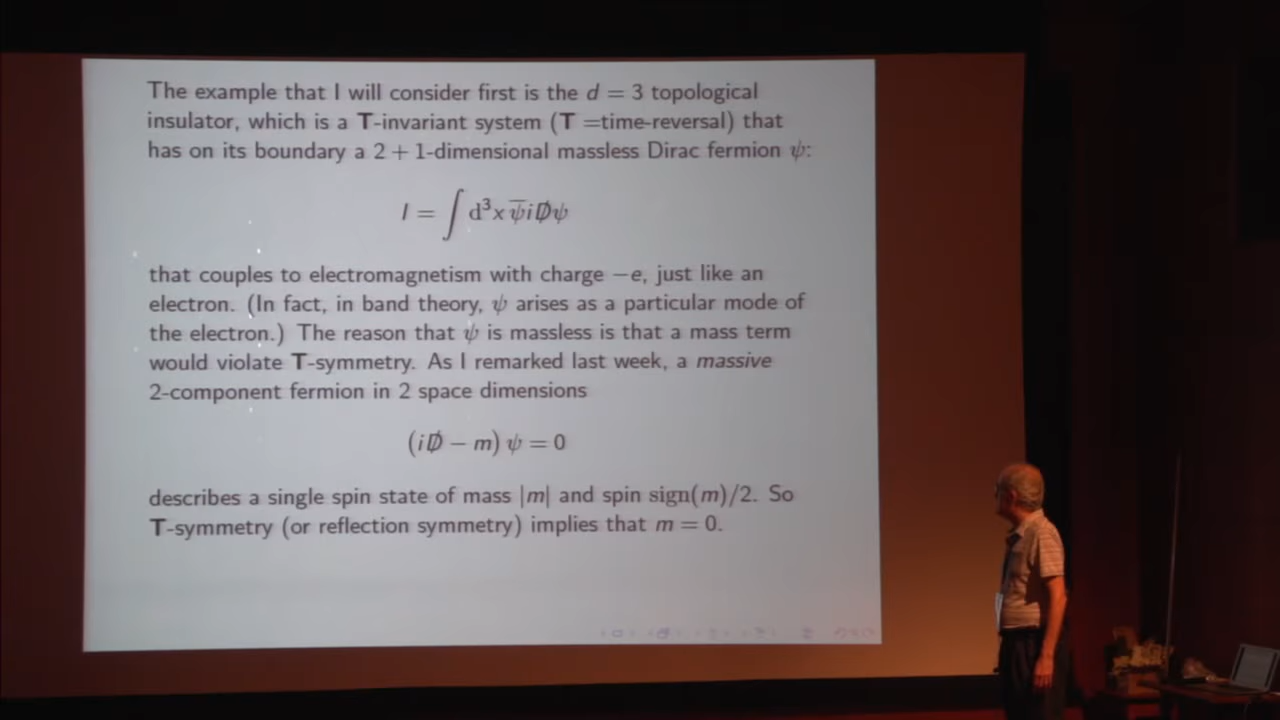 The example that I will consider first is the d = 3 topological
insulator, which is a T-invariant system (T =time-reversal) that
has on its boundary a 2 + 1-dimensional massless Dirac fermion ψ:
I = ∫ d³x ψ̅iD̸ψ
that couples to electromagnetism with charge −e, just like an
electron. (In fact, in band theory, ψ arises as a particular mode of
the electron.) The reason that ψ is massless is that a mass term
would violate T-symmetry. As I remarked last week, a massive
2-component fermion in 2 space dimensions
(iD̸ − m) ψ = 0
describes a single spin state of mass |m| and spin sign(m)/2. So
T-symmetry (or reflection symmetry) implies that m = 0.